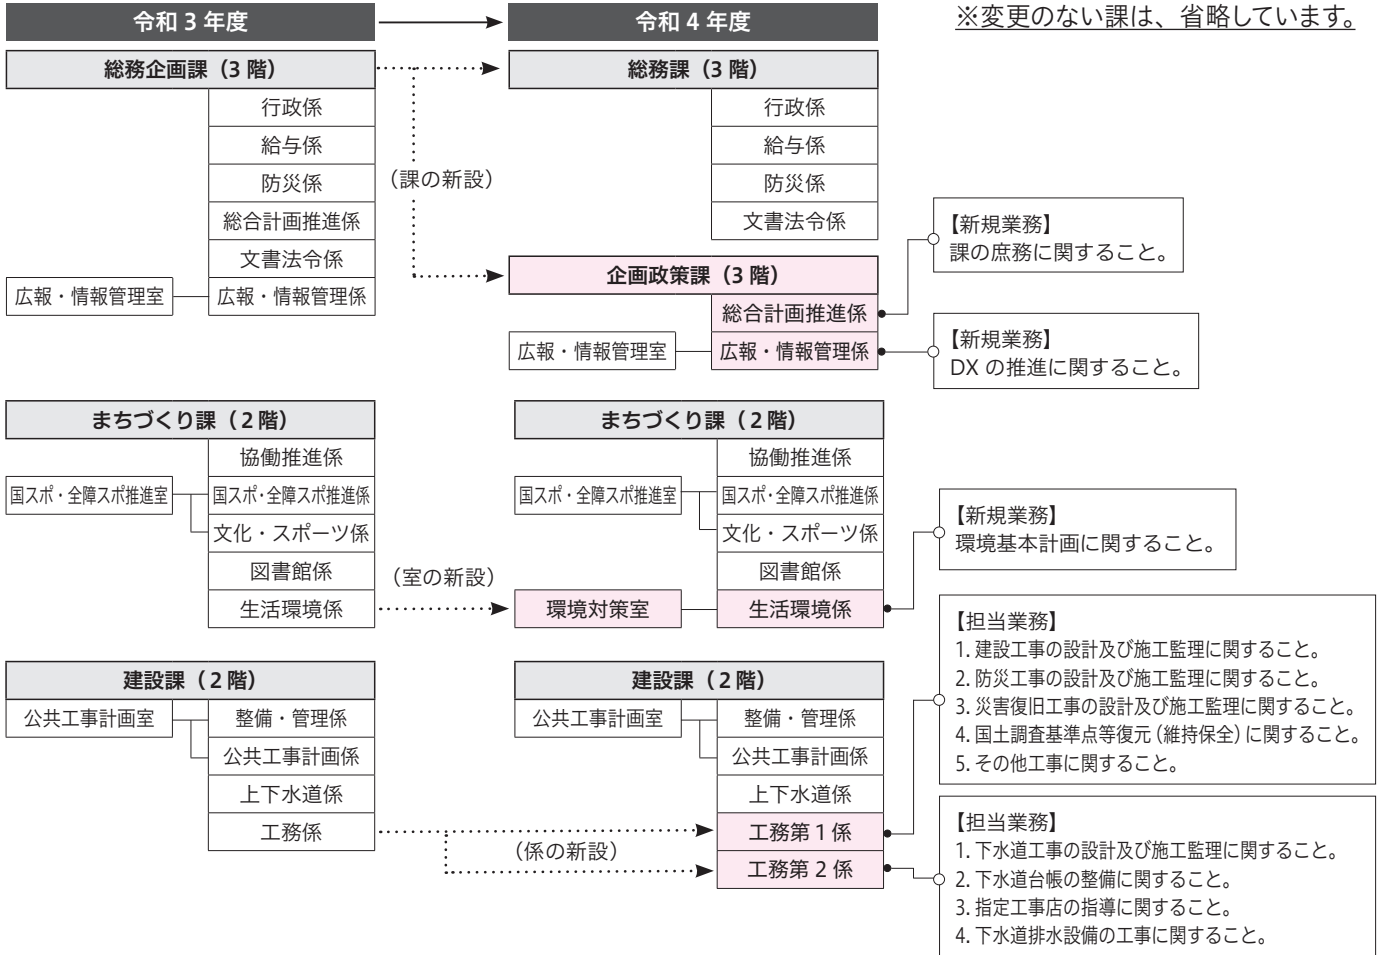 令和 3 年度
令和 4 年度
※変更のない課は、省略しています。
総務企画課（3 階）
行政係
給与係
防災係
総合計画推進係
文書法令係
広報・情報管理室
広報・情報管理係
（課の新設）
総務課（3 階）
行政係
給与係
防災係
文書法令係
企画政策課（3 階）
総合計画推進係
広報・情報管理室
広報・情報管理係
【新規業務】
課の庶務に関すること。
【新規業務】
DX の推進に関すること。
まちづくり課（2 階）
協働推進係
国スポ・全障スポ推進室
国スポ・全障スポ推進係
文化・スポーツ係
図書館係
生活環境係
（室の新設）
まちづくり課（2 階）
協働推進係
国スポ・全障スポ推進室
国スポ・全障スポ推進係
文化・スポーツ係
図書館係
環境対策室
生活環境係
【新規業務】
環境基本計画に関すること。
建設課（2 階）
公共工事計画室
整備・管理係
公共工事計画係
上下水道係
工務係
（係の新設）
建設課（2 階）
公共工事計画室
整備・管理係
公共工事計画係
上下水道係
工務第 1 係
工務第 2 係
【担当業務】
1. 建設工事の設計及び施工監理に関すること。
2. 防災工事の設計及び施工監理に関すること。
3. 災害復旧工事の設計及び施工監理に関すること。
4. 国土調査基準点等復元（維持保全）に関すること。
5. その他工事に関すること。
【担当業務】
1. 下水道工事の設計及び施工監理に関すること。
2. 下水道台帳の整備に関すること。
3. 指定工事店の指導に関すること。
4. 下水道排水設備の工事に関すること。